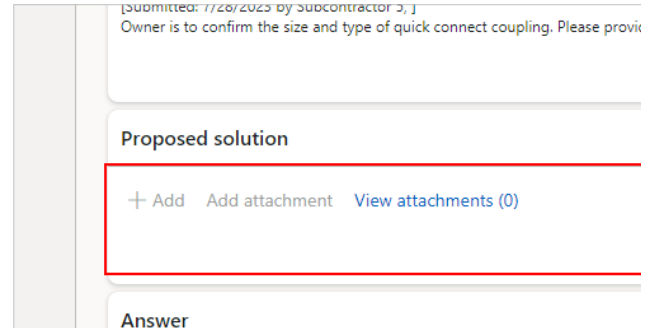 [Submitted: 7/28/2023 by Subcontractor 5, ]
Owner is to confirm the size and type of quick connect coupling. Please provi
Proposed solution
+ Add Add attachment View attachments (0)
Answer